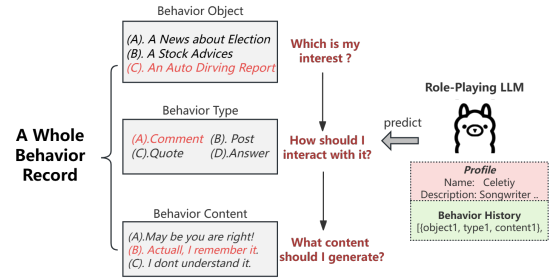 Behavior Object
(A). A News about Election
(B). A Stock Advices
(C). An Auto Dirving Report
Which is my
interest ?
Role-Playing LLM
predict
A Whole
Behavior
Record
Behavior Type
(A).Comment (B). Post
(C).Quote (D).Answer
How should I
interact with it?
Profile
Name: Celetiy
Description: Songwriter ..
Behavior History
[{object1, type1, content1},
Behavior Content
(A).May be you are right!
(B). Actuall, I remember it.
(C). I dont understand it.
What content
should I generate?